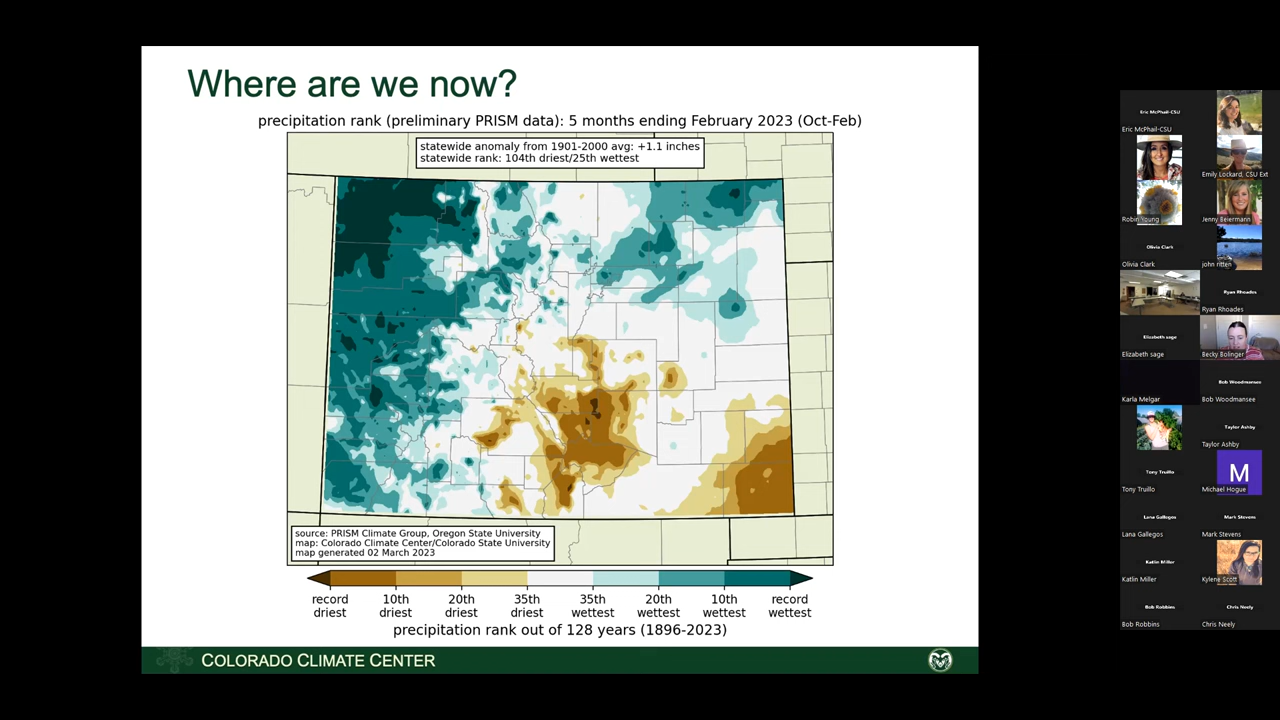 Where are we now?
precipitation rank (preliminary PRISM data): 5 months ending February 2023 (Oct-Feb)
statewide anomaly from 1901-2000 avg: +1.1 inches
statewide rank: 104th driest/25th wettest
source: PRISM Climate Group, Oregon State University
map: Colorado Climate Center/Colorado State University
map generated 02 March 2023
record driest
10th driest
20th driest
35th driest
35th wettest
20th wettest
10th wettest
record wettest
precipitation rank out of 128 years (1896-2023)
COLORADO CLIMATE CENTER
Eric McPhail-CSU
Eric McPhail-CSU
Emily Lockard, CSU Ext
Robin Young
Jenny Beiermann
Olivia Clark
Olivia Clark
john ritten
Ryan Rhoades
Ryan Rhoades
Elizabeth sage
Elizabeth sage
Becky Bolinger
Karla Melgar
Bob Woodmansee
Bob Woodmansee
Taylor Ashby
Taylor Ashby
Tony Truillo
Tony Truillo
M
Michael Hogue
Lana Gallegos
Lana Gallegos
Mark Stevens
Mark Stevens
Katlin Miller
Katlin Miller
Kylene Scott
Bob Robbins
Bob Robbins
Chris Neely
Chris Neely